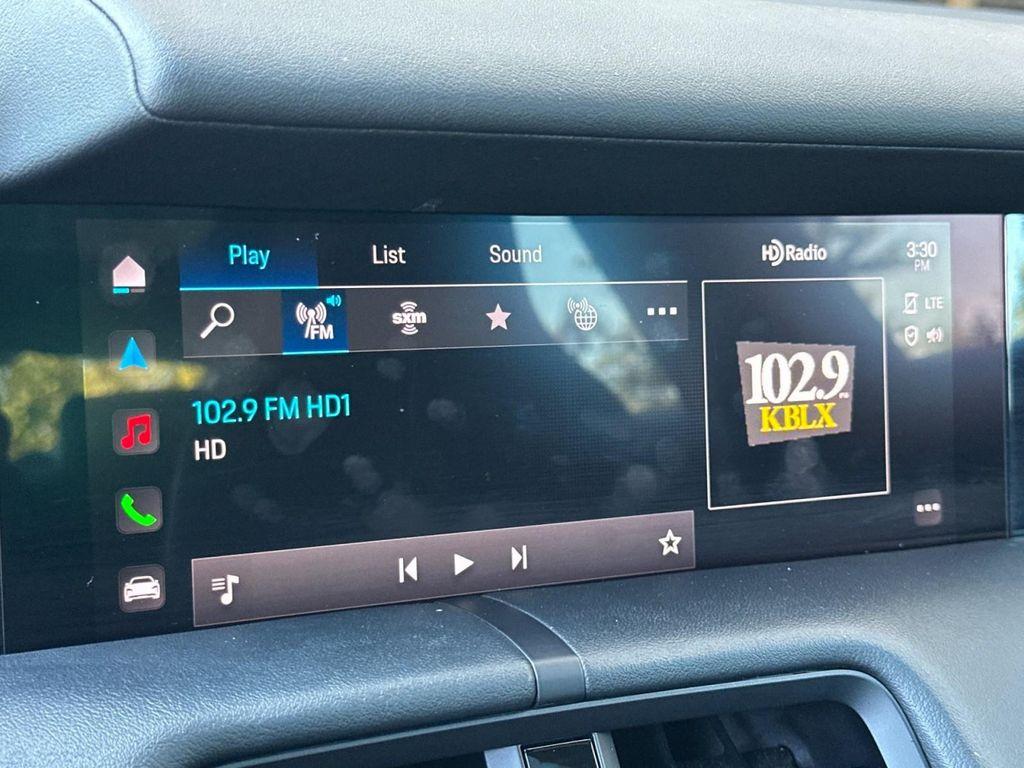 Play List Sound
HD Radio
3:30
PM
FM
sxm
LTE
102.9 FM HD1
HD
102.9
KBLX